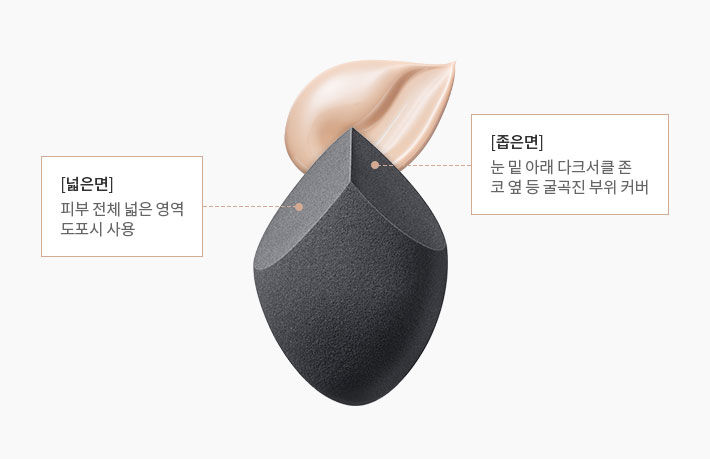 [넓은면]
피부 전체 넓은 영역
도포시 사용
[좁은면]
눈 밑 아래 다크서클 존
코 옆 등 굴곡진 부위 커버